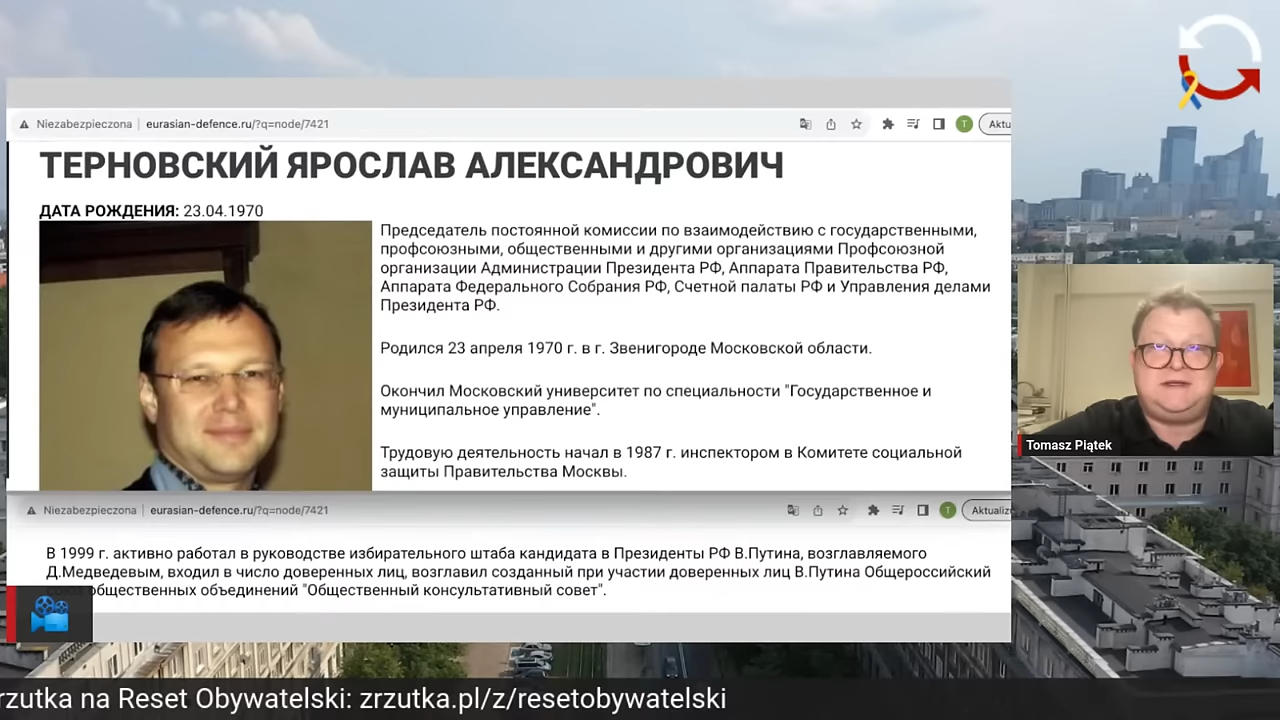 Niezabezpieczona eurasian-defence.ru/?q=node/7421
T Aktu
ТЕРНОВСКИЙ ЯРОСЛАВ АЛЕКСАНДРОВИЧ
ДАТА РОЖДЕНИЯ: 23.04.1970
Председатель постоянной комиссии по взаимодействию с государственными,
профсоюзными, общественными и другими организациями Профсоюзной
организации Администрации Президента РФ, Аппарата Правительства РФ,
Аппарата Федерального Собрания РФ, Счетной палаты РФ и Управления делами
Президента РФ.
Родился 23 апреля 1970 г. в г. Звенигороде Московской области.
Окончил Московский университет по специальности "Государственное и
муниципальное управление".
Трудовую деятельность начал в 1987 г. инспектором в Комитете социальной
защиты Правительства Москвы.
Tomasz Piątek
Niezabezpieczona eurasian-defence.ru/?q=node/7421
T Aktualiz
В 1999 г. активно работал в руководстве избирательного штаба кандидата в Президенты РФ В.Путина, возглавляемого
Д.Медведевым, входил в число доверенных лиц, возглавил созданный при участии доверенных лиц В.Путина Общероссийский
союз общественных объединений "Общественный консультативный совет".
rzutka na Reset Obywatelski: zrzutka.pl/z/resetobywatelski